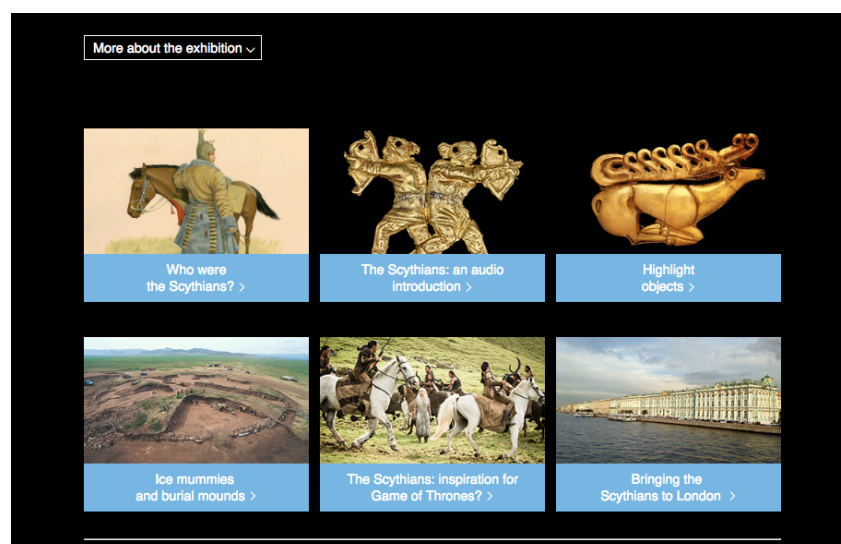 More about the exhibition
Who were
the Scythians? >
The Scythians: an audio
introduction >
Highlight
objects >
Ice mummies
and burial mounds >
The Scythians: inspiration for
Game of Thrones? >
Bringing the
Scythians to London >